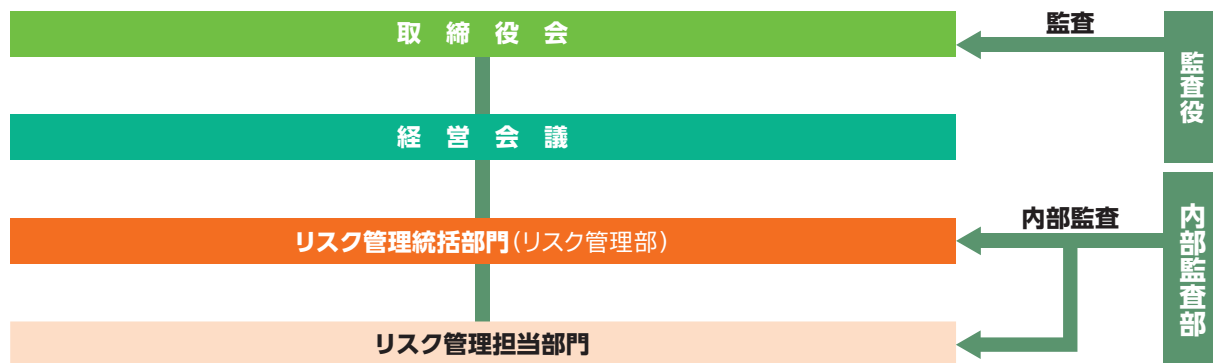 取締役会
監査
監査役
経営会議
リスク管理統括部門(リスク管理部)
内部監査
内部監査部
リスク管理担当部門